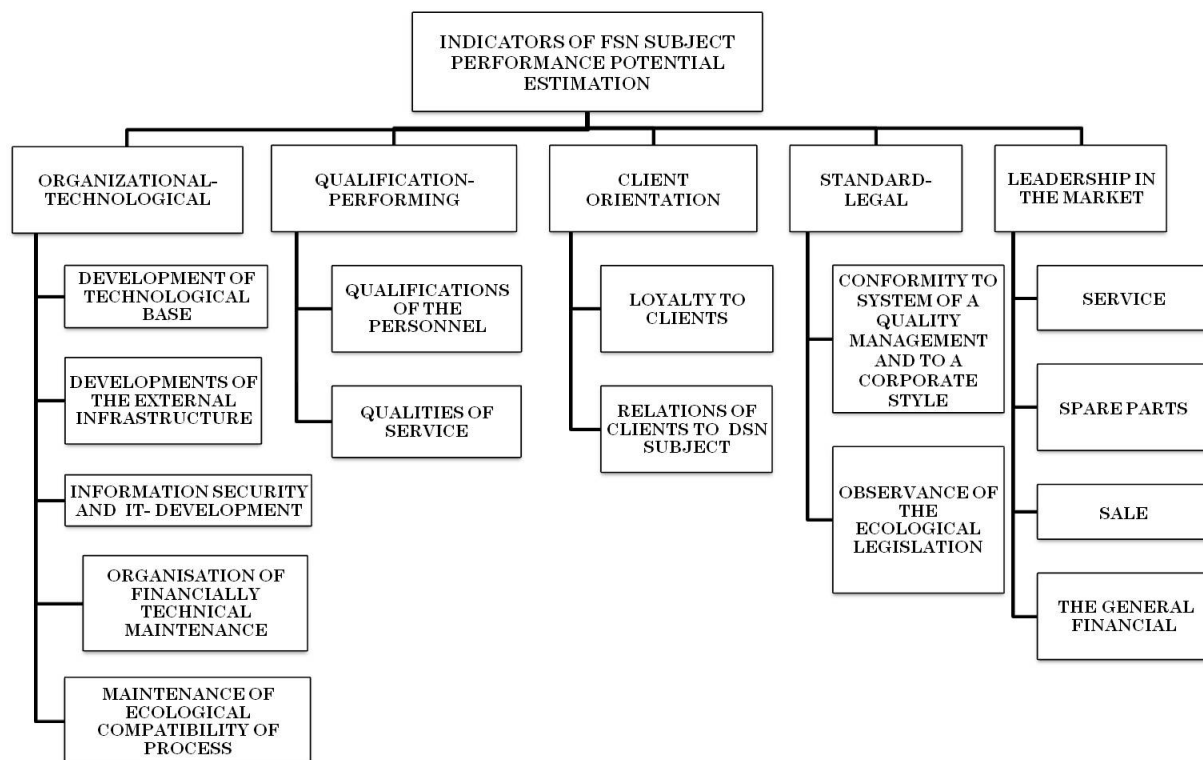 INDICATORS OF FSN SUBJECT
PERFORMANCE POTENTIAL
ESTIMATION
ORGANIZATIONAL-
TECHNOLOGICAL
DEVELOPMENT OF
TECHNOLOGICAL
BASE
DEVELOPMENTS OF
THE EXTERNAL
INFRASTRUCTURE
INFORMATION SECURITY
AND IT- DEVELOPMENT
ORGANISATION OF
FINANCIALLY
TECHNICAL
MAINTENANCE
MAINTENANCE OF
ECOLOGICAL
COMPATIBILITY OF
PROCESS
QUALIFICATION-
PERFORMING
QUALIFICATIONS
OF THE
PERSONNEL
QUALITIES OF
SERVICE
CLIENT
ORIENTATION
LOYALTY TO
CLIENTS
RELATIONS OF
CLIENTS TO DSN
SUBJECT
STANDARD-
LEGAL
CONFORMITY TO
SYSTEM OF A
QUALITY
MANAGEMENT
AND TO A
CORPORATE
STYLE
OBSERVANCE OF
THE
ECOLOGICAL
LEGISLATION
LEADERSHIP IN
THE MARKET
SERVICE
SPARE PARTS
SALE
THE GENERAL
FINANCIAL